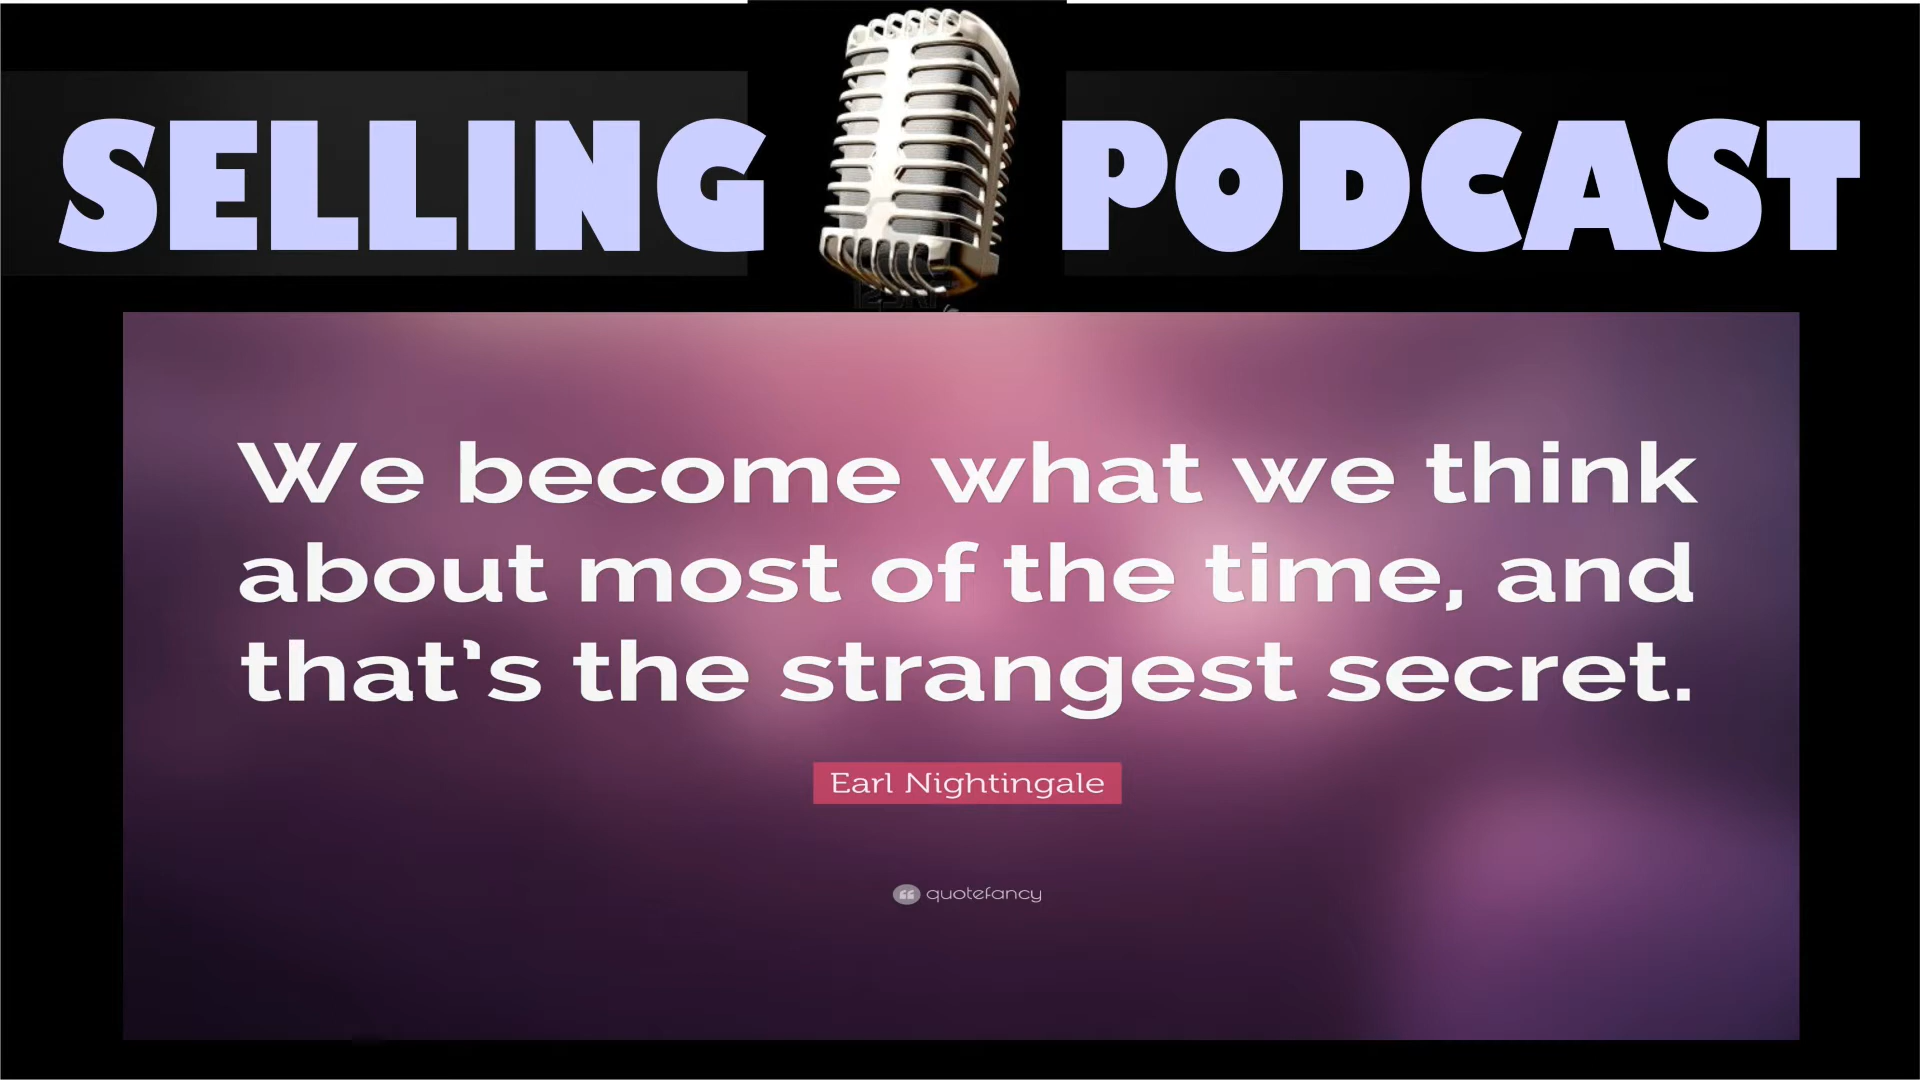 SELLING PODCAST
We become what we think
about most of the time, and
that’s the strangest secret.
Earl Nightingale
quotefancy